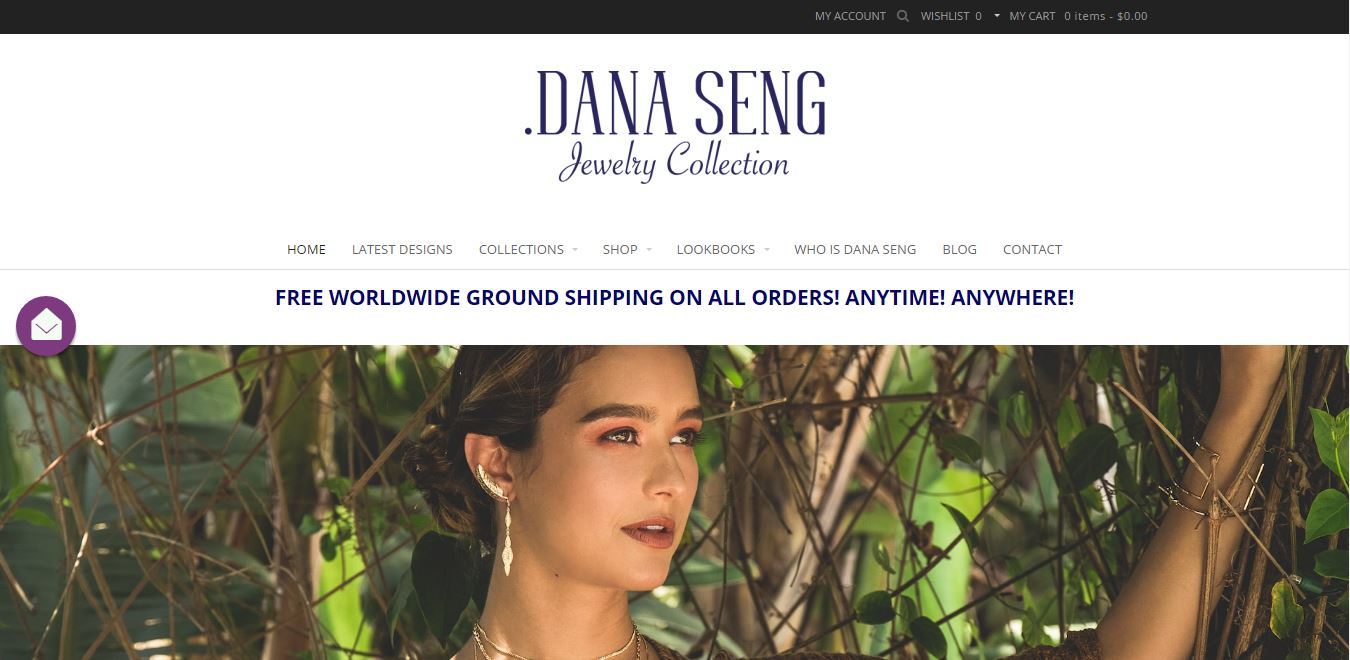 MY ACCOUNT WISHLIST 0 MY CART 0 items - $0.00
.DANA SENG
Jewelry Collection
HOME LATEST DESIGNS COLLECTIONS SHOP LOOKBOOKS WHO IS DANA SENG BLOG CONTACT
FREE WORLDWIDE GROUND SHIPPING ON ALL ORDERS! ANYTIME! ANYWHERE!